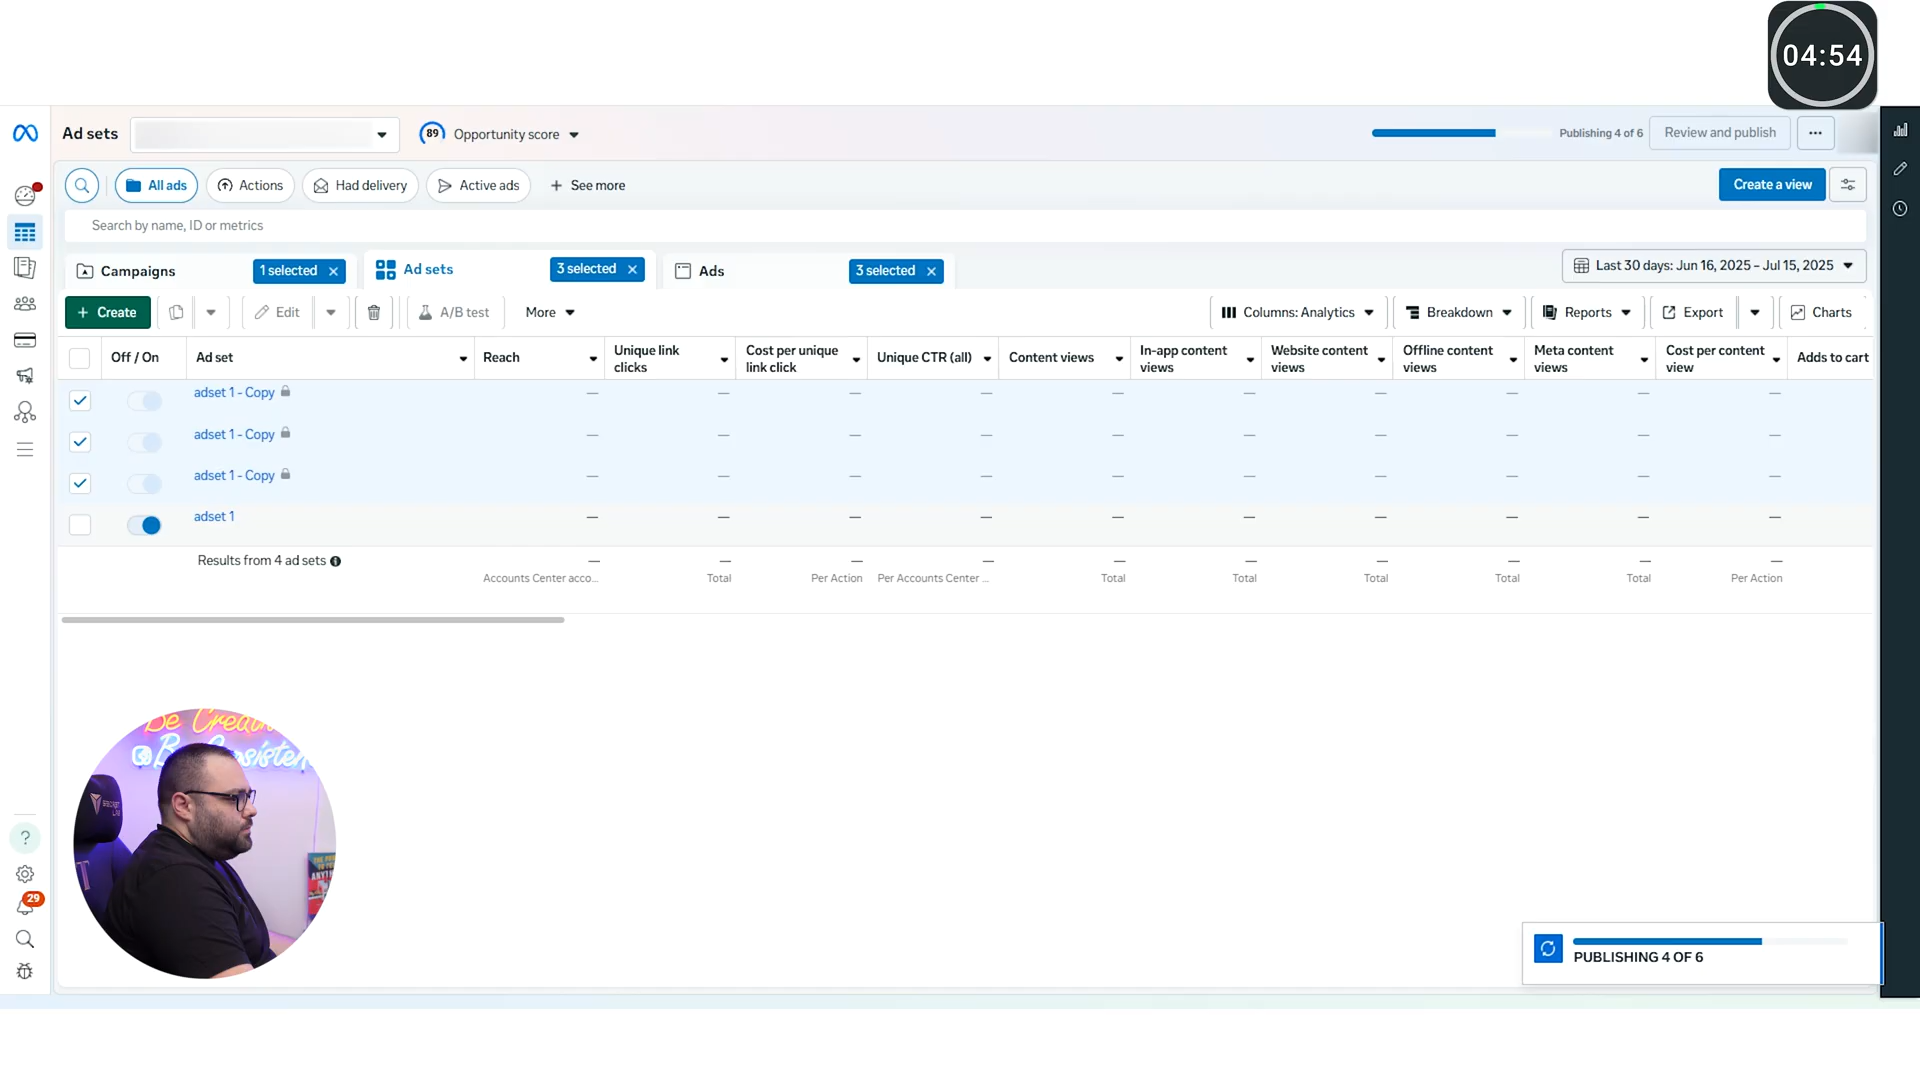 04:54
Ad sets
89 Opportunity score
Publishing 4 of 6
Review and publish
All ads
Actions
Had delivery
Active ads
See more
Create a view
Search by name, ID or metrics
Campaigns
1 selected
Ad sets
3 selected
Ads
3 selected
Last 30 days: Jun 16, 2025 – Jul 15, 2025
Create
Edit
A/B test
More
Columns: Analytics
Breakdown
Reports
Export
Charts
Off / On
Ad set
Reach
Unique link
clicks
Cost per unique
link click
Unique CTR (all)
Content views
In-app content
views
Website content
views
Offline content
views
Meta content
views
Cost per content
view
Adds to cart
adset 1 - Copy — — — — — — — — — —
adset 1 - Copy — — — — — — — — — —
adset 1 - Copy — — — — — — — — — —
adset 1 — — — — — — — — — —
Results from 4 ad sets — — — — — — — — — —
Accounts Center acco... Total Per Action Per Accounts Center ... Total Total Total Total Total Per Action
Be
29
PUBLISHING 4 OF 6